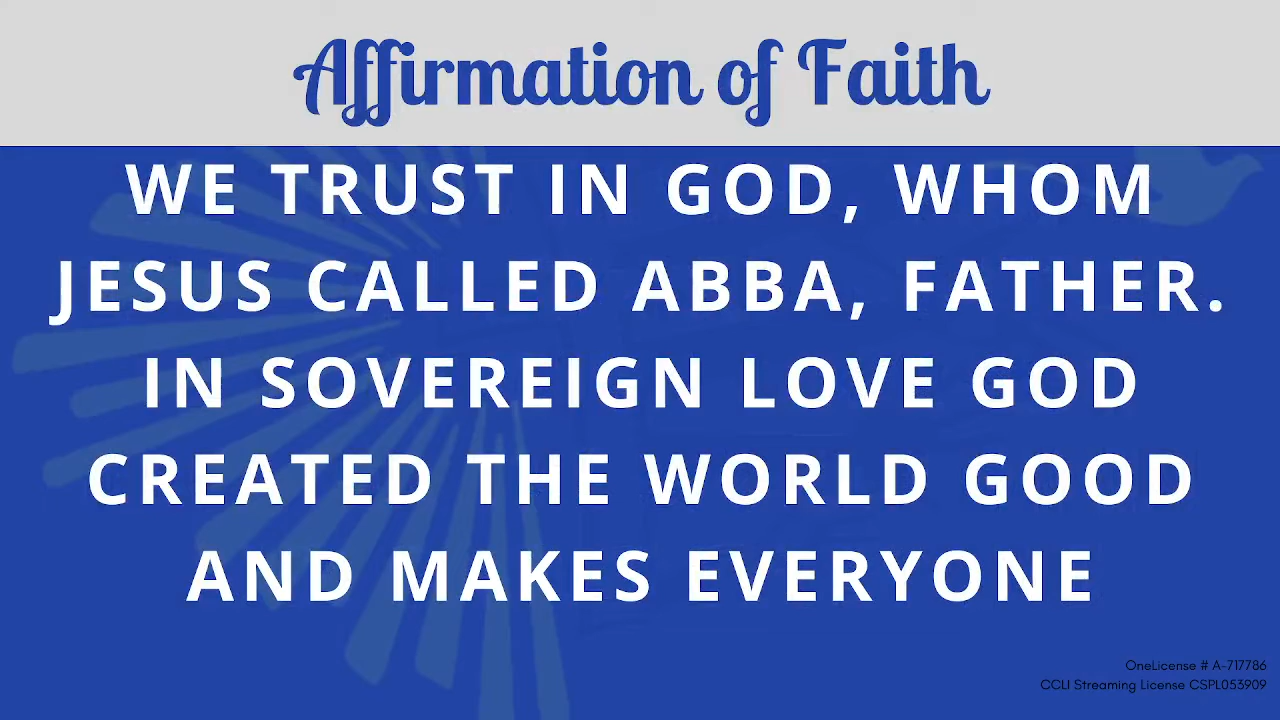 Affirmation of Faith
WE TRUST IN GOD, WHOM
JESUS CALLED ABBA, FATHER.
IN SOVEREIGN LOVE GOD
CREATED THE WORLD GOOD
AND MAKES EVERYONE
OneLicense # A-717786
CCLI Streaming License CSPL053909